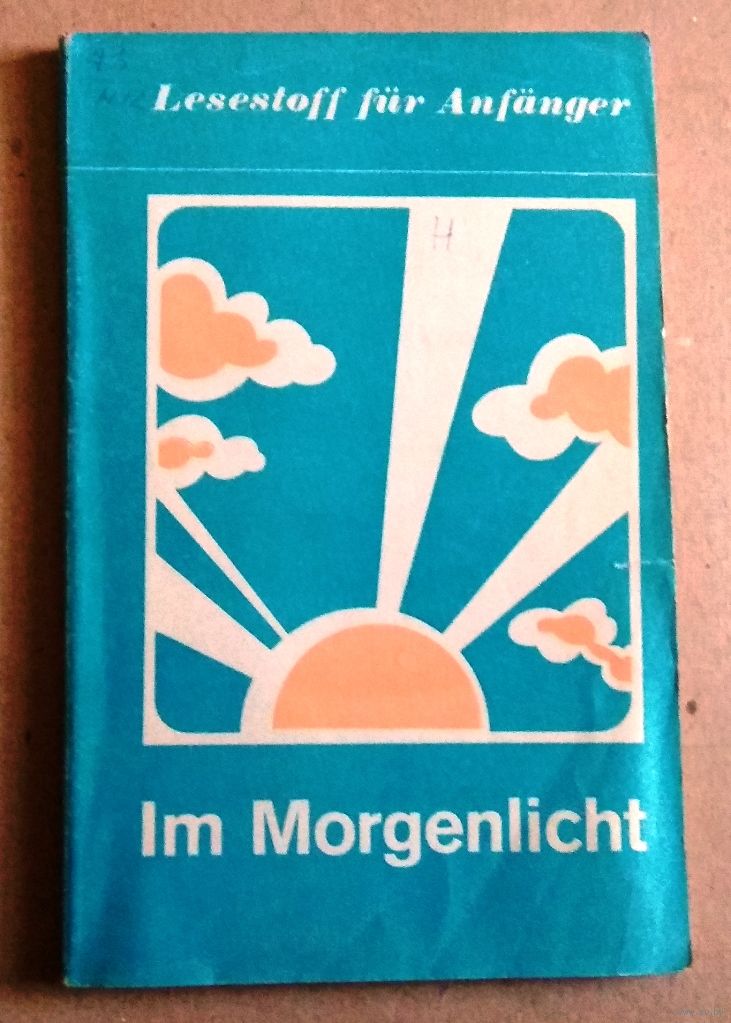 Lesestoff für Anfänger
H
Im Morgenlicht